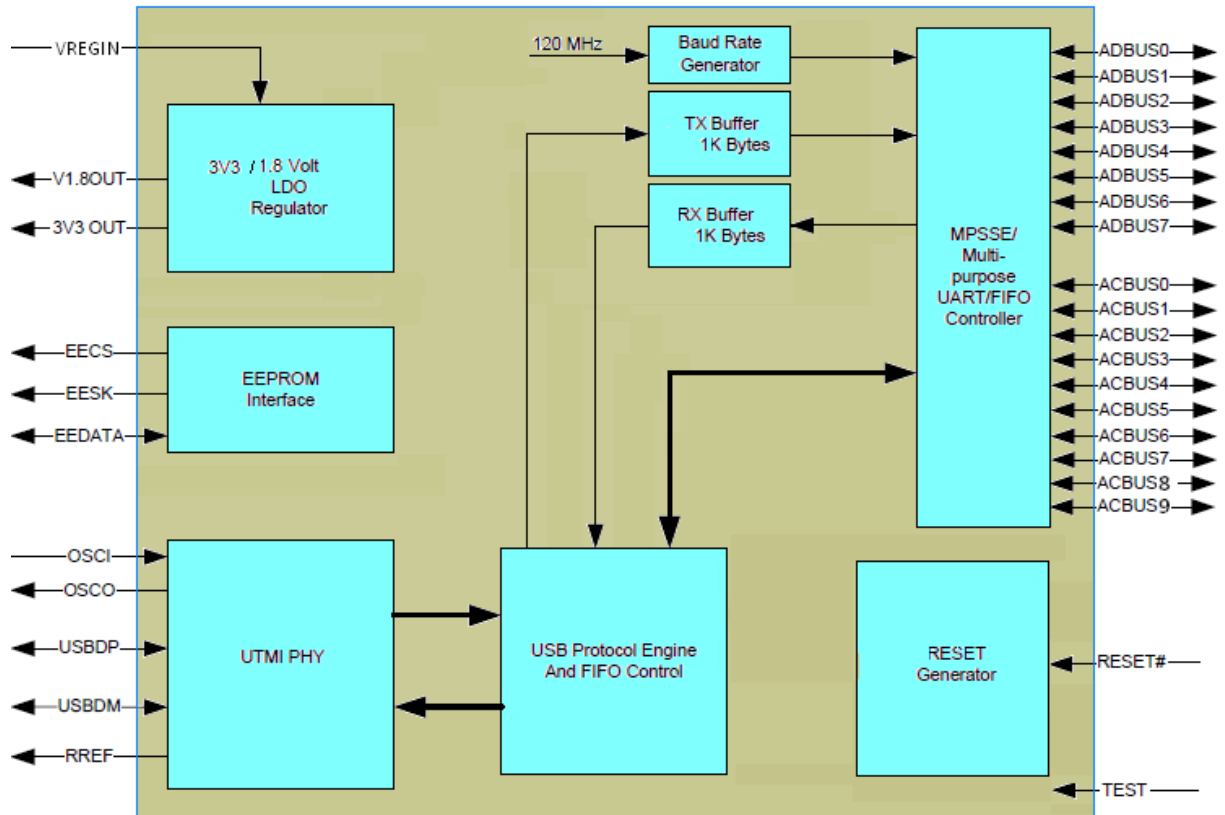 VREGIN
3V3 / 1.8 Volt
LDO
Regulator
V1.8OUT
3V3 OUT
EECS
EESK
EEDATA
EEPROM
Interface
OSCI
OSCO
USBDP
USBDM
RREF
UTMI PHY
USB Protocol Engine
And FIFO Control
120 MHz
Baud Rate
Generator
TX Buffer
1K Bytes
RX Buffer
1K Bytes
MPSSE/
Multi-
purpose
UART/FIFO
Controller
ADBUS0
ADBUS1
ADBUS2
ADBUS3
ADBUS4
ADBUS5
ADBUS6
ADBUS7
ACBUS0
ACBUS1
ACBUS2
ACBUS3
ACBUS4
ACBUS5
ACBUS6
ACBUS7
ACBUS8
ACBUS9
RESET
Generator
RESET#
TEST